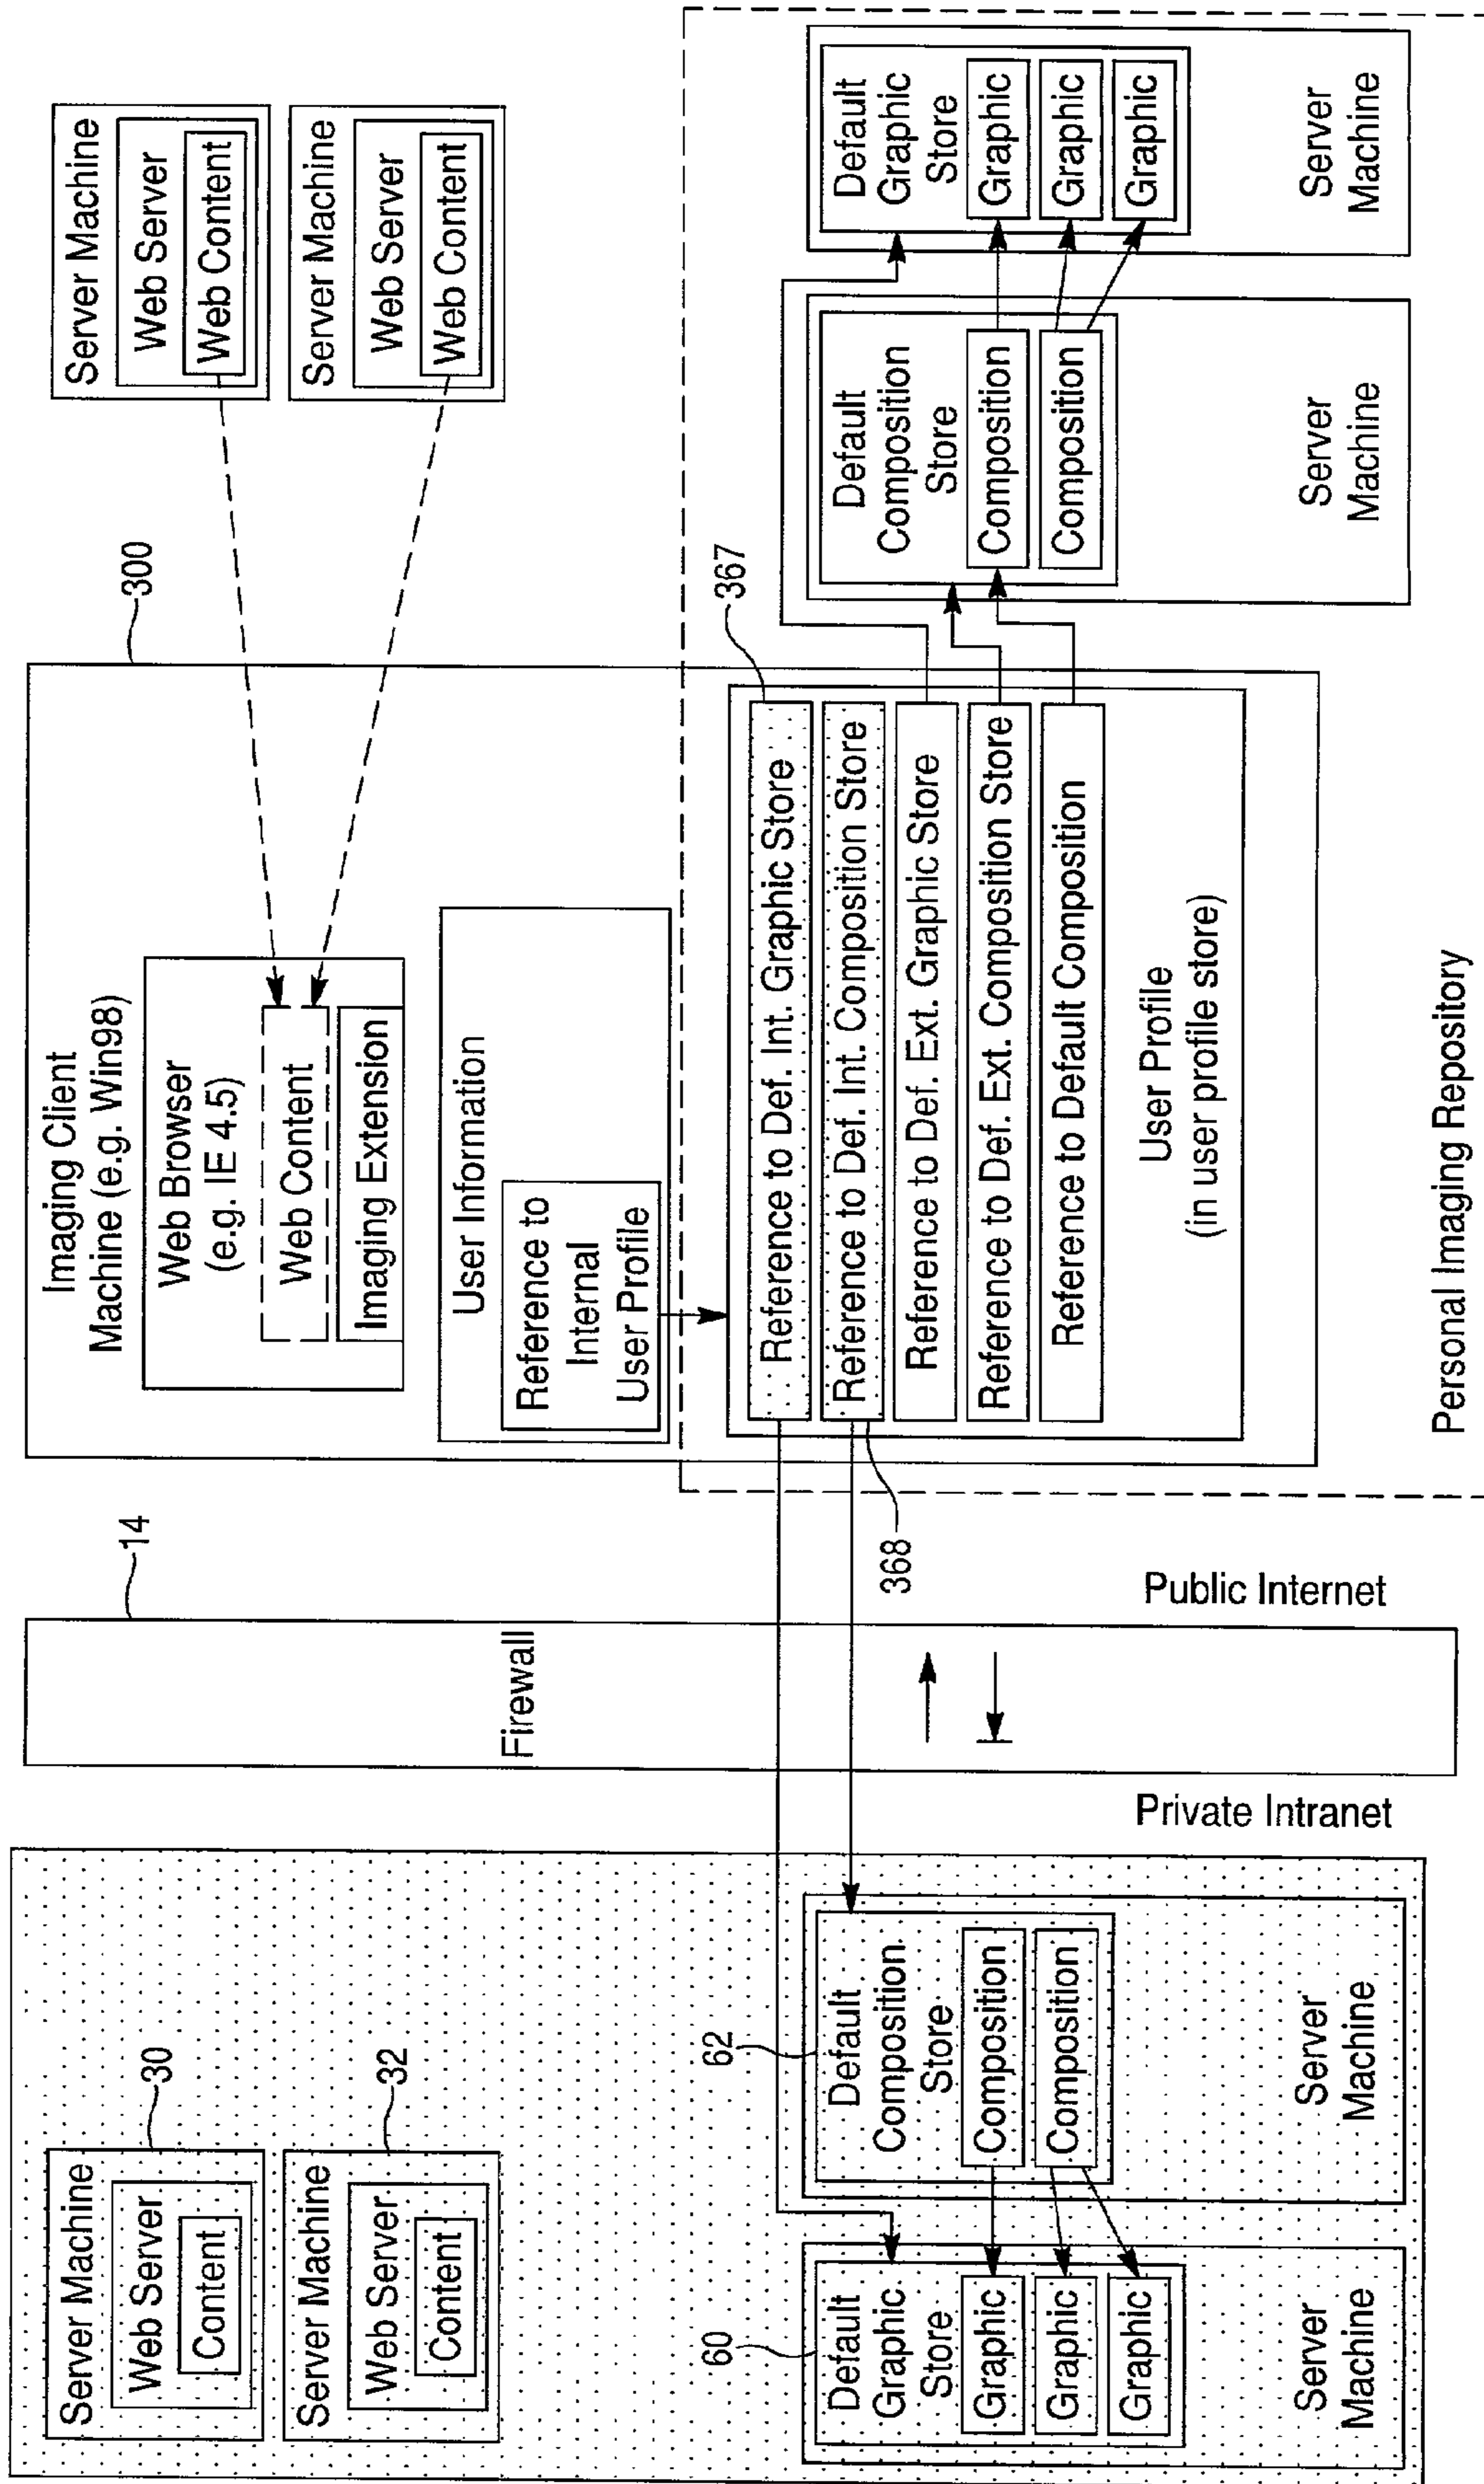 Server Machine
30
Web Server
Content
Server Machine
32
Web Server
Content
60
Default
Graphic
Store
Graphic
Graphic
Graphic
Server
Machine
62
Default
Composition
Store
Composition
Composition
Server
Machine
Private Intranet
14
Firewall
Public Internet
300
Imaging Client
Machine (e.g. Win98)
Web Browser
(e.g. IE 4.5)
Web Content
Imaging Extension
User Information
Reference to
Internal
User Profile
367
368
Reference to Def. Int. Graphic Store
Reference to Def. Int. Composition Store
Reference to Def. Ext. Graphic Store
Reference to Def. Ext. Composition Store
Reference to Default Composition
User Profile
(in user profile store)
Personal Imaging Repository
Server Machine
Web Server
Web Content
Server Machine
Web Server
Web Content
Default
Composition
Store
Composition
Composition
Server
Machine
Default
Graphic
Store
Graphic
Graphic
Graphic
Server
Machine